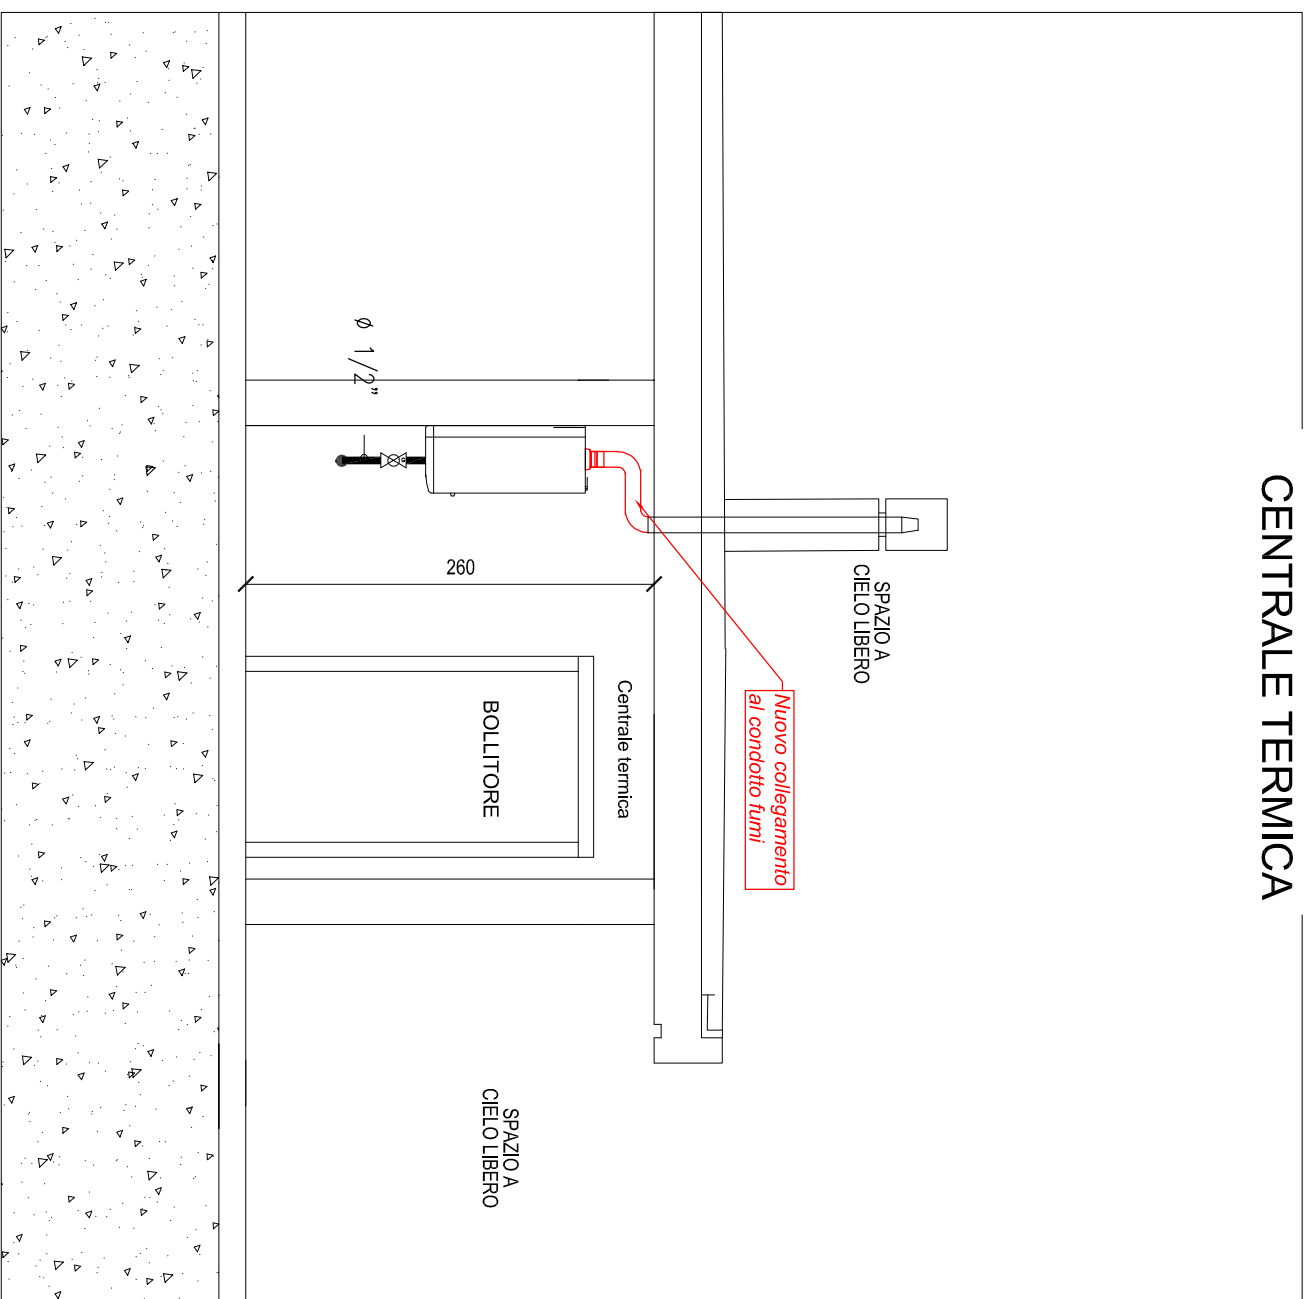 CENTRALE TERMICA
SPAZIO A
CIELO LIBERO
Nuovo collegamento
al condotto fumi
Centrale termica
BOLLITORE
260
ø 1/2"
SPAZIO A
CIELO LIBERO